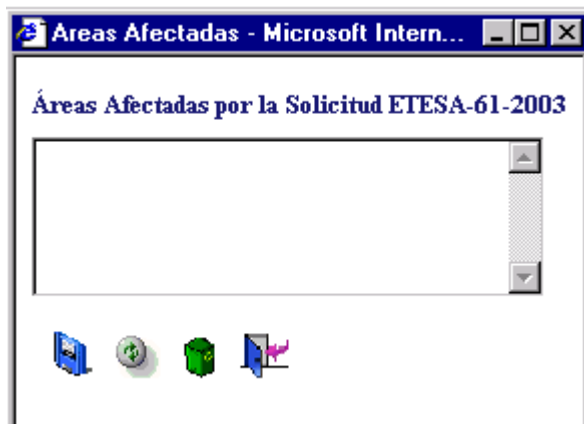 Areas Afectadas - Microsoft Intern...
Áreas Afectadas por la Solicitud ETESA-61-2003